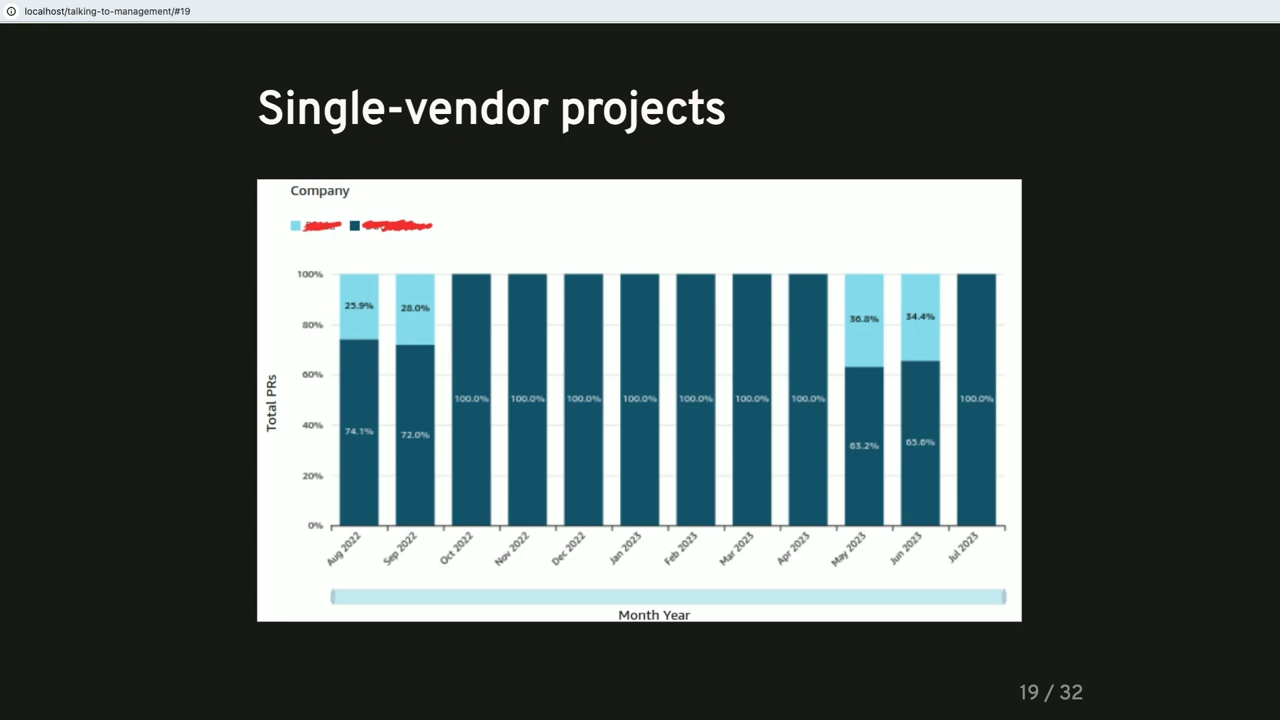 localhost/talking-to-management/#19
Single-vendor projects
Company
100%
80%
60%
40%
20%
0%
Total PRs
25.9%
28.0%
36.8%
34.4%
74.1%
72.0%
100.0%
100.0%
100.0%
100.0%
100.0%
100.0%
100.0%
63.2%
65.6%
100.0%
Aug 2022
Sep 2022
Oct 2022
Nov 2022
Dec 2022
Jan 2023
Feb 2023
Mar 2023
Apr 2023
May 2023
Jun 2023
Jul 2023
Month Year
19 / 32